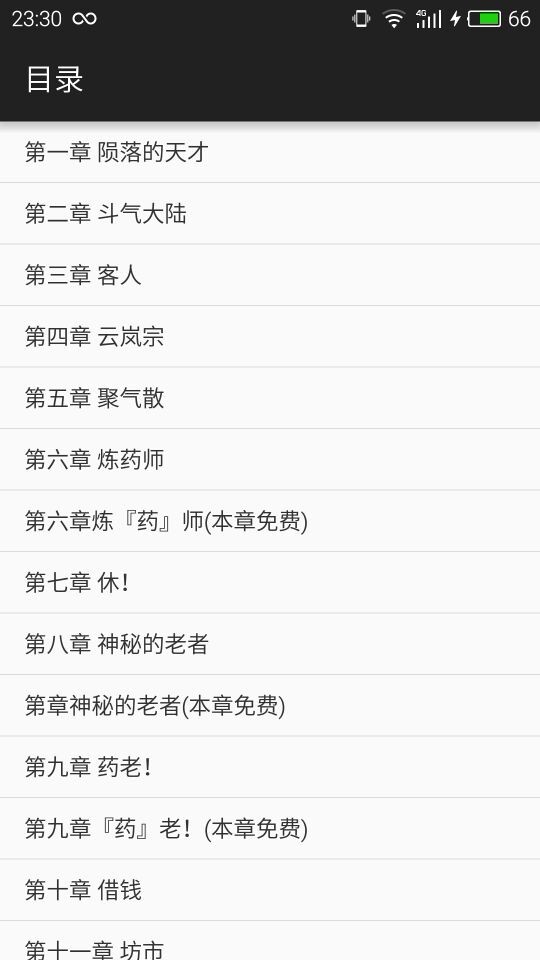 23:30 4G 66
目录
第一章 陨落的天才
第二章 斗气大陆
第三章 客人
第四章 云岚宗
第五章 聚气散
第六章 炼药师
第六章炼『药』师(本章免费)
第七章 休！
第八章 神秘的老者
第章神秘的老者(本章免费)
第九章 药老！
第九章『药』老！(本章免费)
第十章 借钱
第十一章 坊市